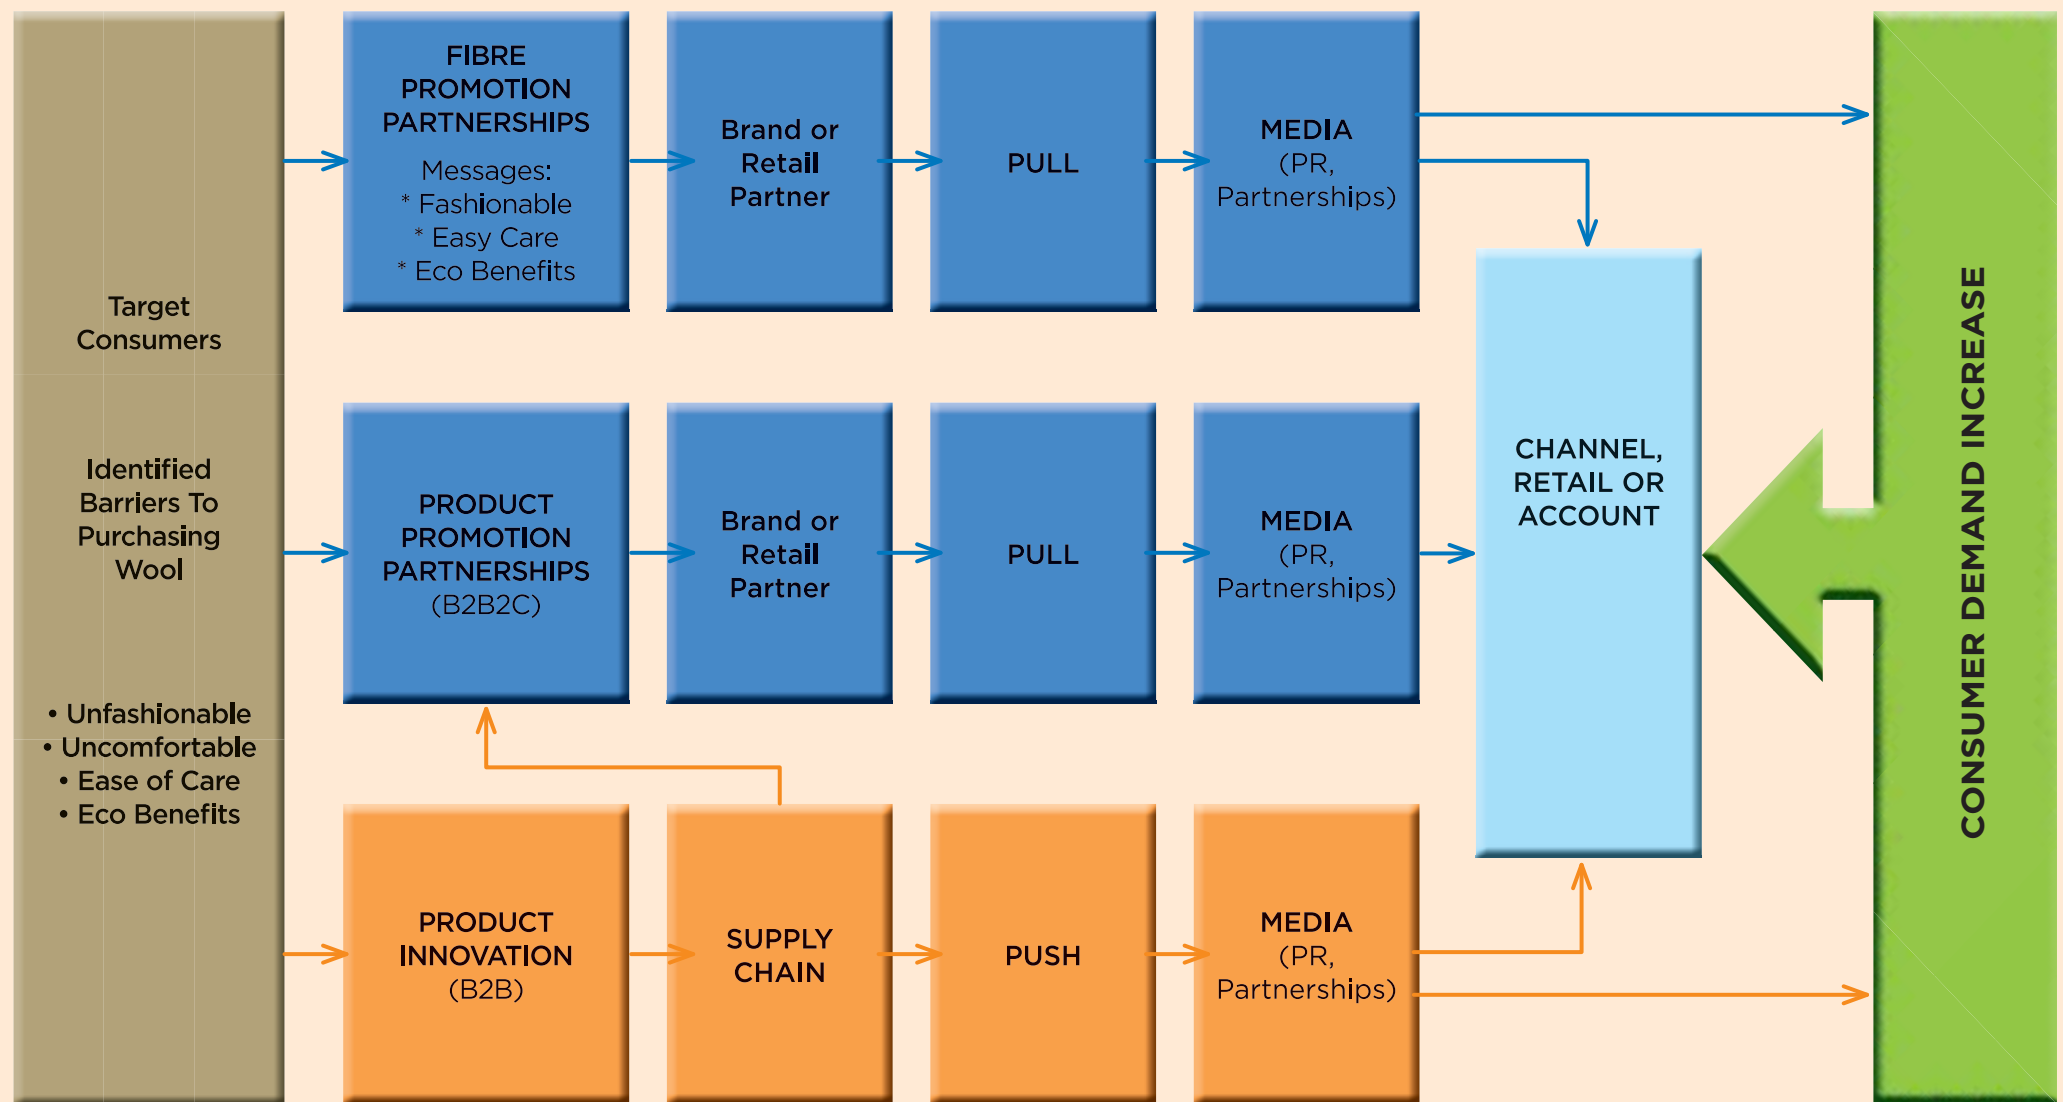 Target
Consumers
Identified
Barriers To
Purchasing
Wool
• Unfashionable
• Uncomfortable
• Ease of Care
• Eco Benefits
FIBRE
PROMOTION
PARTNERSHIPS
Messages:
* Fashionable
* Easy Care
* Eco Benefits
Brand or
Retail
Partner
PULL
MEDIA
(PR,
Partnerships)
PRODUCT
PROMOTION
PARTNERSHIPS
(B2B2C)
Brand or
Retail
Partner
PULL
MEDIA
(PR,
Partnerships)
PRODUCT
INNOVATION
(B2B)
SUPPLY
CHAIN
PUSH
MEDIA
(PR,
Partnerships)
CHANNEL,
RETAIL OR
ACCOUNT
CONSUMER DEMAND INCREASE